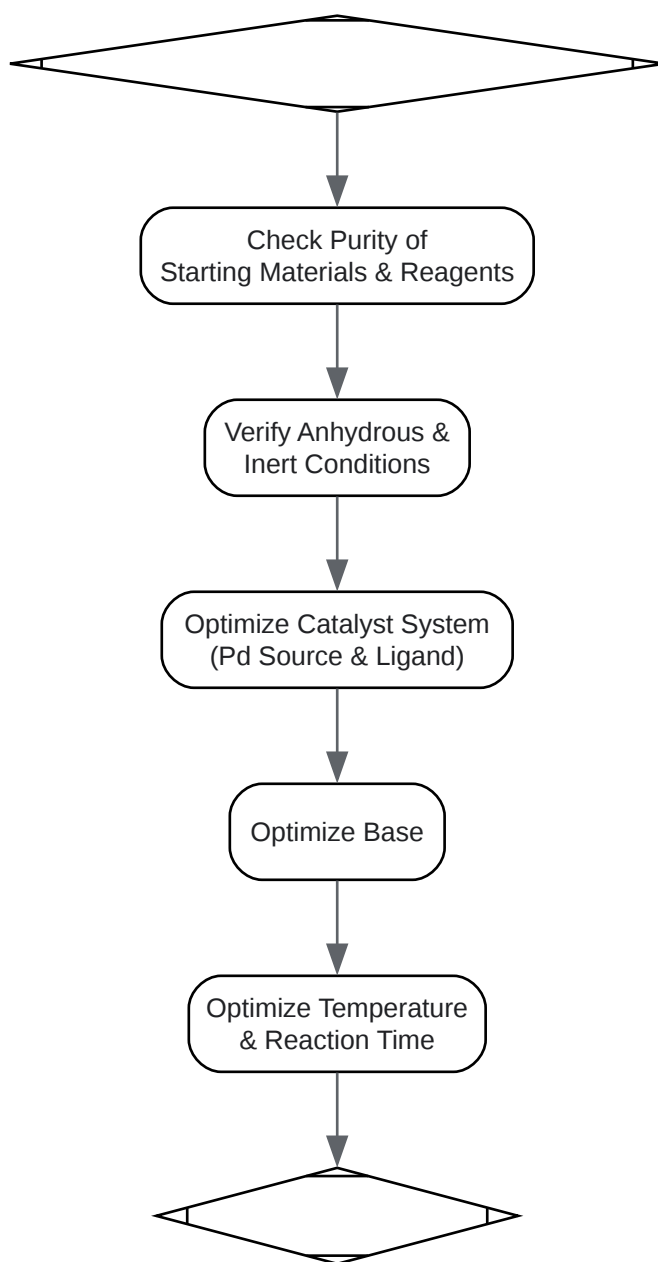 Check Purity of
Starting Materials & Reagents
Verify Anhydrous &
Inert Conditions
Optimize Catalyst System
(Pd Source & Ligand)
Optimize Base
Optimize Temperature
& Reaction Time